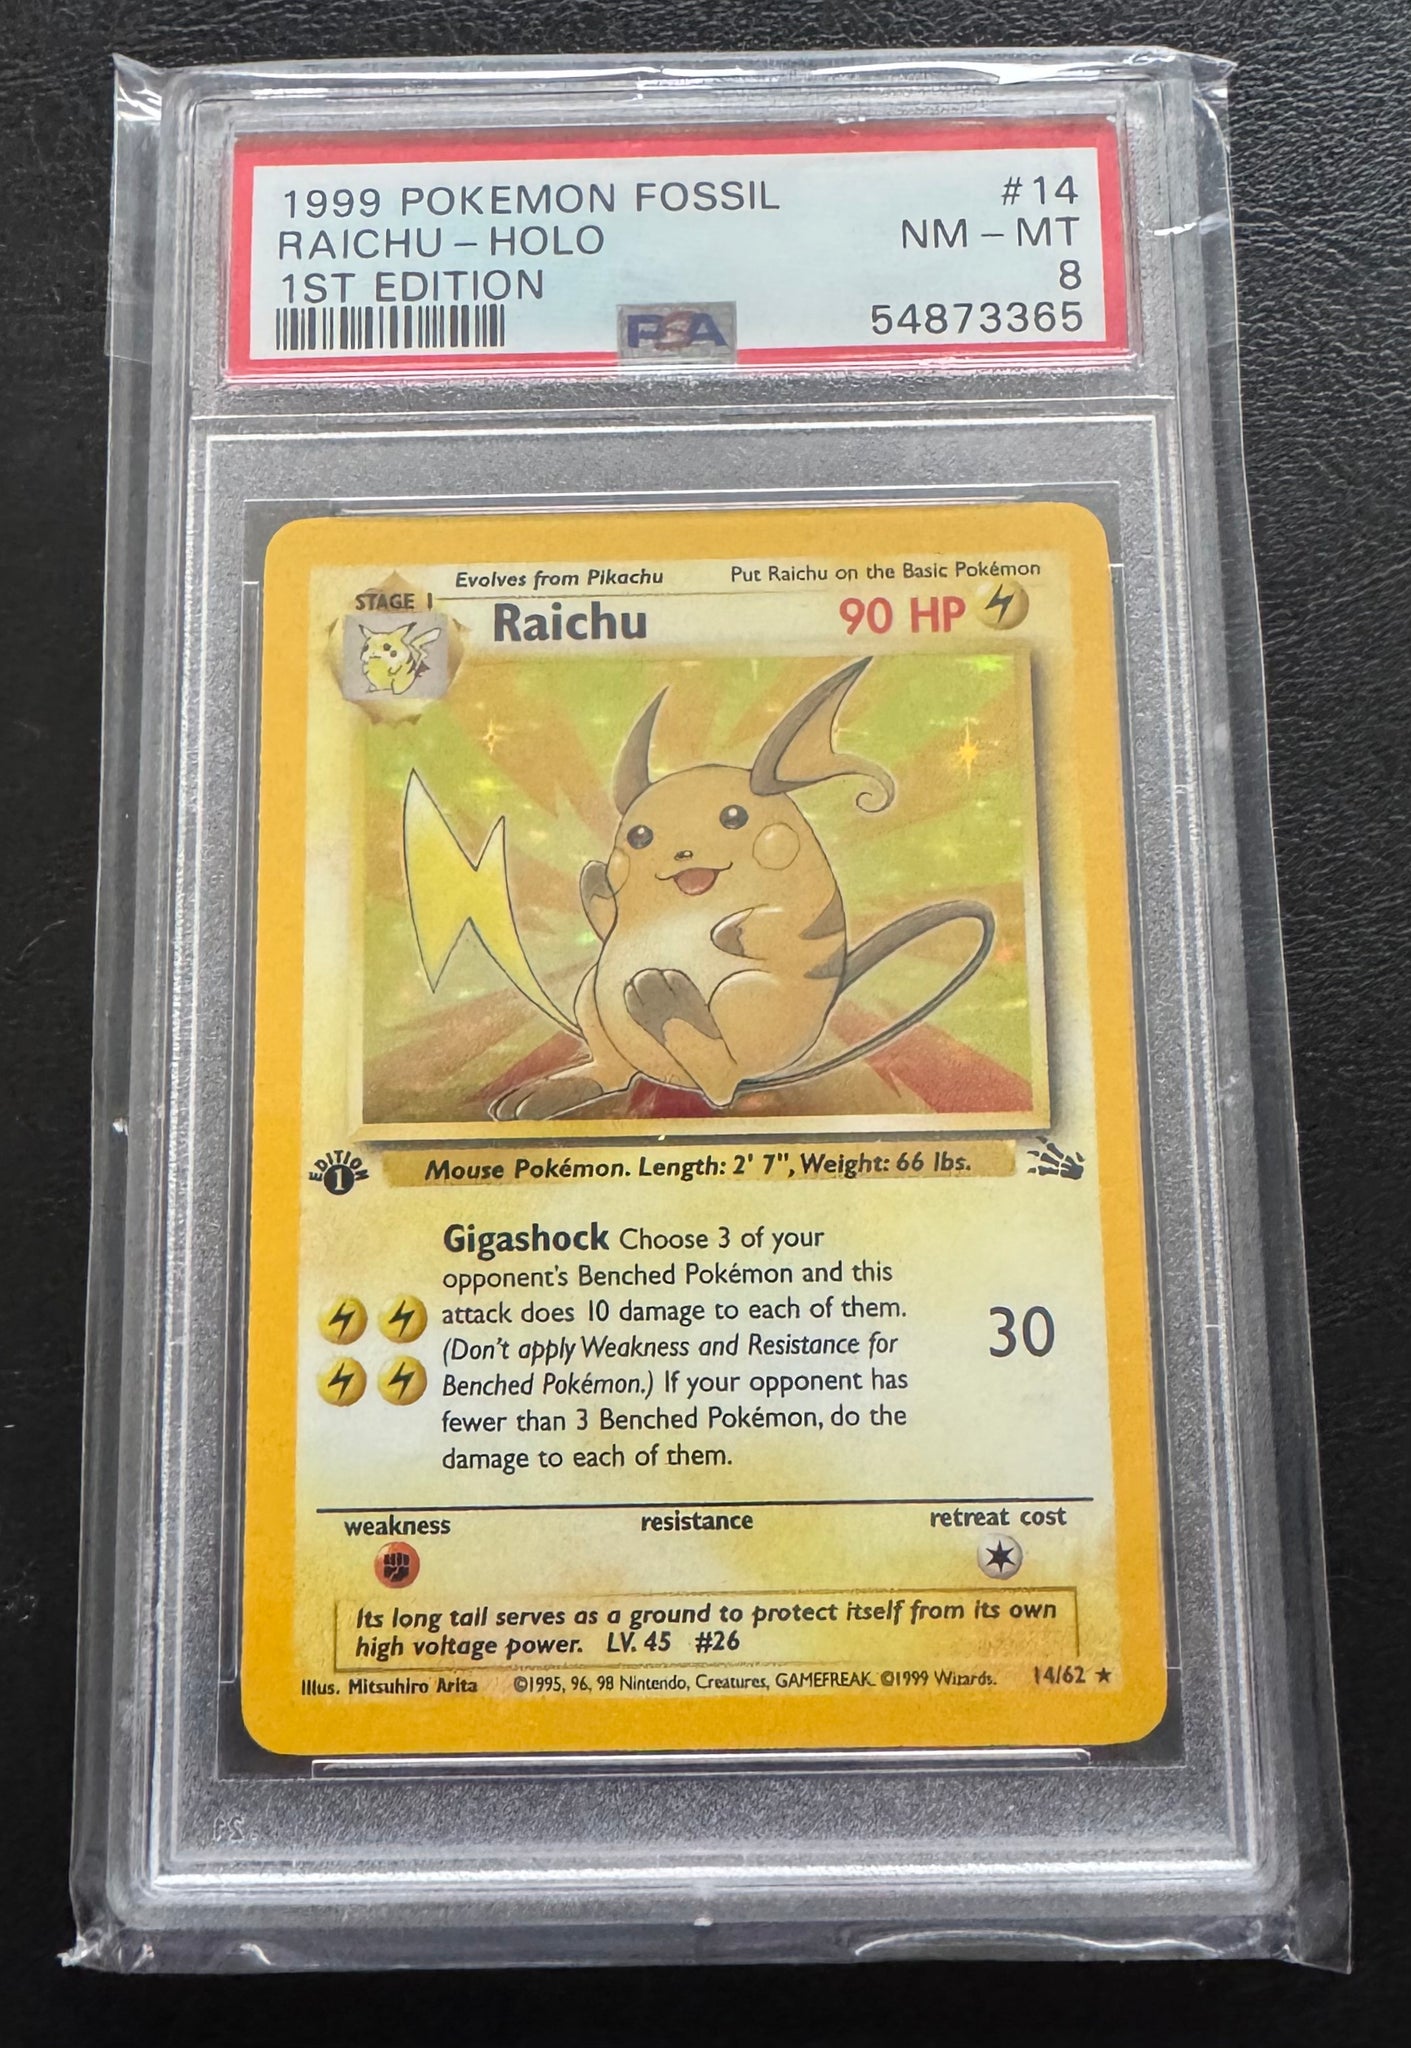 1999 POKEMON FOSSIL #14
RAICHU - HOLO NM - MT
1ST EDITION 8
54873365
PSA
Evolves from Pikachu Put Raichu on the Basic Pokémon
STAGE 1
Raichu 90 HP
EDITION
1
Mouse Pokémon. Length: 2' 7", Weight: 66 lbs.
Gigashock Choose 3 of your
opponent's Benched Pokémon and this
attack does 10 damage to each of them.
(Don't apply Weakness and Resistance for
Benched Pokémon.) If your opponent has
fewer than 3 Benched Pokémon, do the
damage to each of them.
30
weakness resistance retreat cost
Its long tail serves as a ground to protect itself from its own
high voltage power. LV. 45 #26
Illus. Mitsuhiro Arita ©1995, 96, 98 Nintendo, Creatures, GAMEFREAK. ©1999 Wizards. 14/62 ★